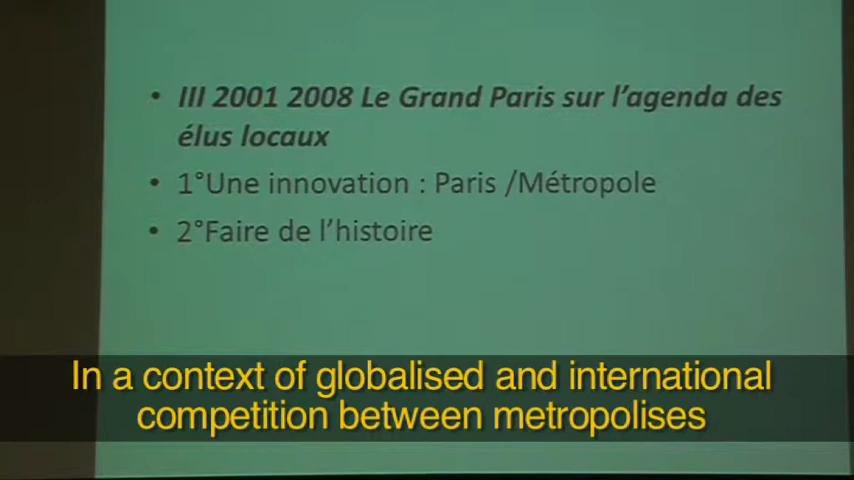 • III 2001 2008 Le Grand Paris sur l'agenda des
élus locaux
• 1°Une innovation : Paris /Métropole
• 2°Faire de l'histoire
In a context of globalised and international
competition between metropolises